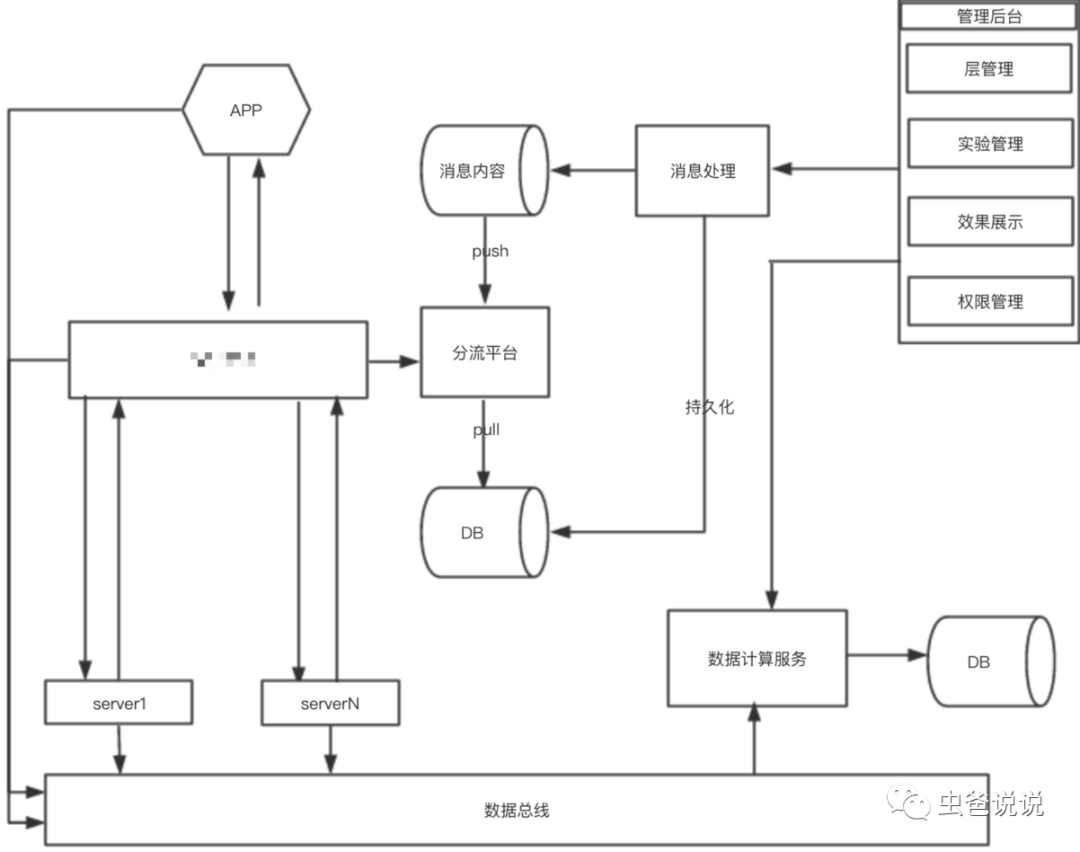 管理后台
层管理
APP
实验管理
消息内容
消息处理
效果展示
push
权限管理
分流平台
持久化
pull
DB
数据计算服务
DB
server1
serverN
数据总线
虫爸说说